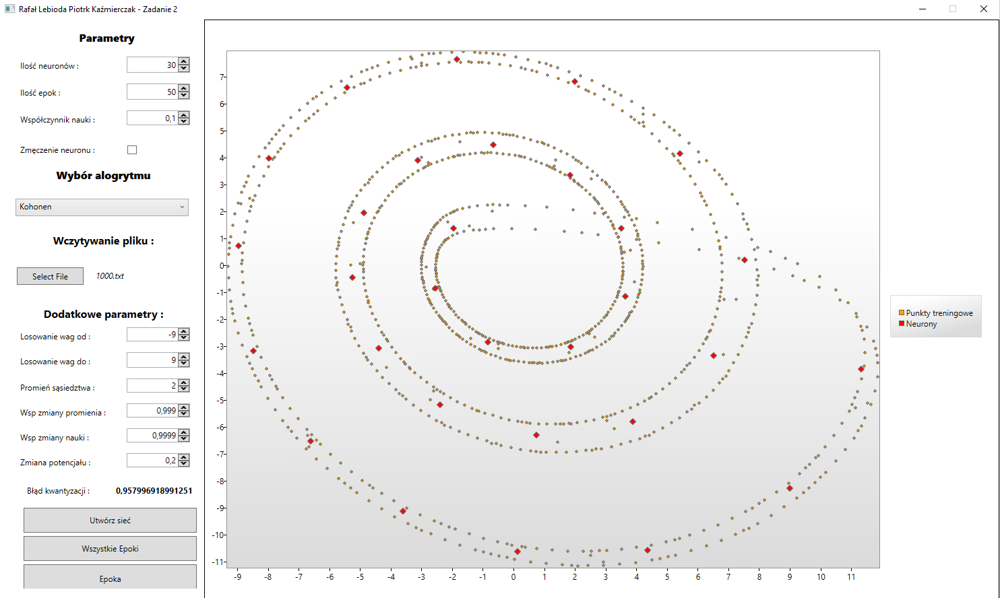 Rafał Lebioda Piotrk Kaźmierczak - Zadanie 2
Parametry
Ilość neuronów : 30
Ilość epok : 50
Współczynnik nauki : 0,1
Zmęczenie neuronu :
Wybór alogrytmu
Kohonen
Wczytywanie pliku :
Select File 1000.txt
Dodatkowe parametry :
Losowanie wag od : -9
Losowanie wag do : 9
Promień sąsiedztwa : 2
Wsp zmiany promienia : 0,999
Wsp zmiany nauki : 0,9999
Zmiana potencjału : 0,2
Błąd kwantyzacji : 0,957996918991251
Utwórz sieć
Wszystkie Epoki
Epoka
7
6
5
4
3
2
1
0
-1
-2
-3
-4
-5
-6
-7
-8
-9
-10
-11
-9 -8 -7 -6 -5 -4 -3 -2 -1 0 1 2 3 4 5 6 7 8 9 10 11
Punkty treningowe
Neurony